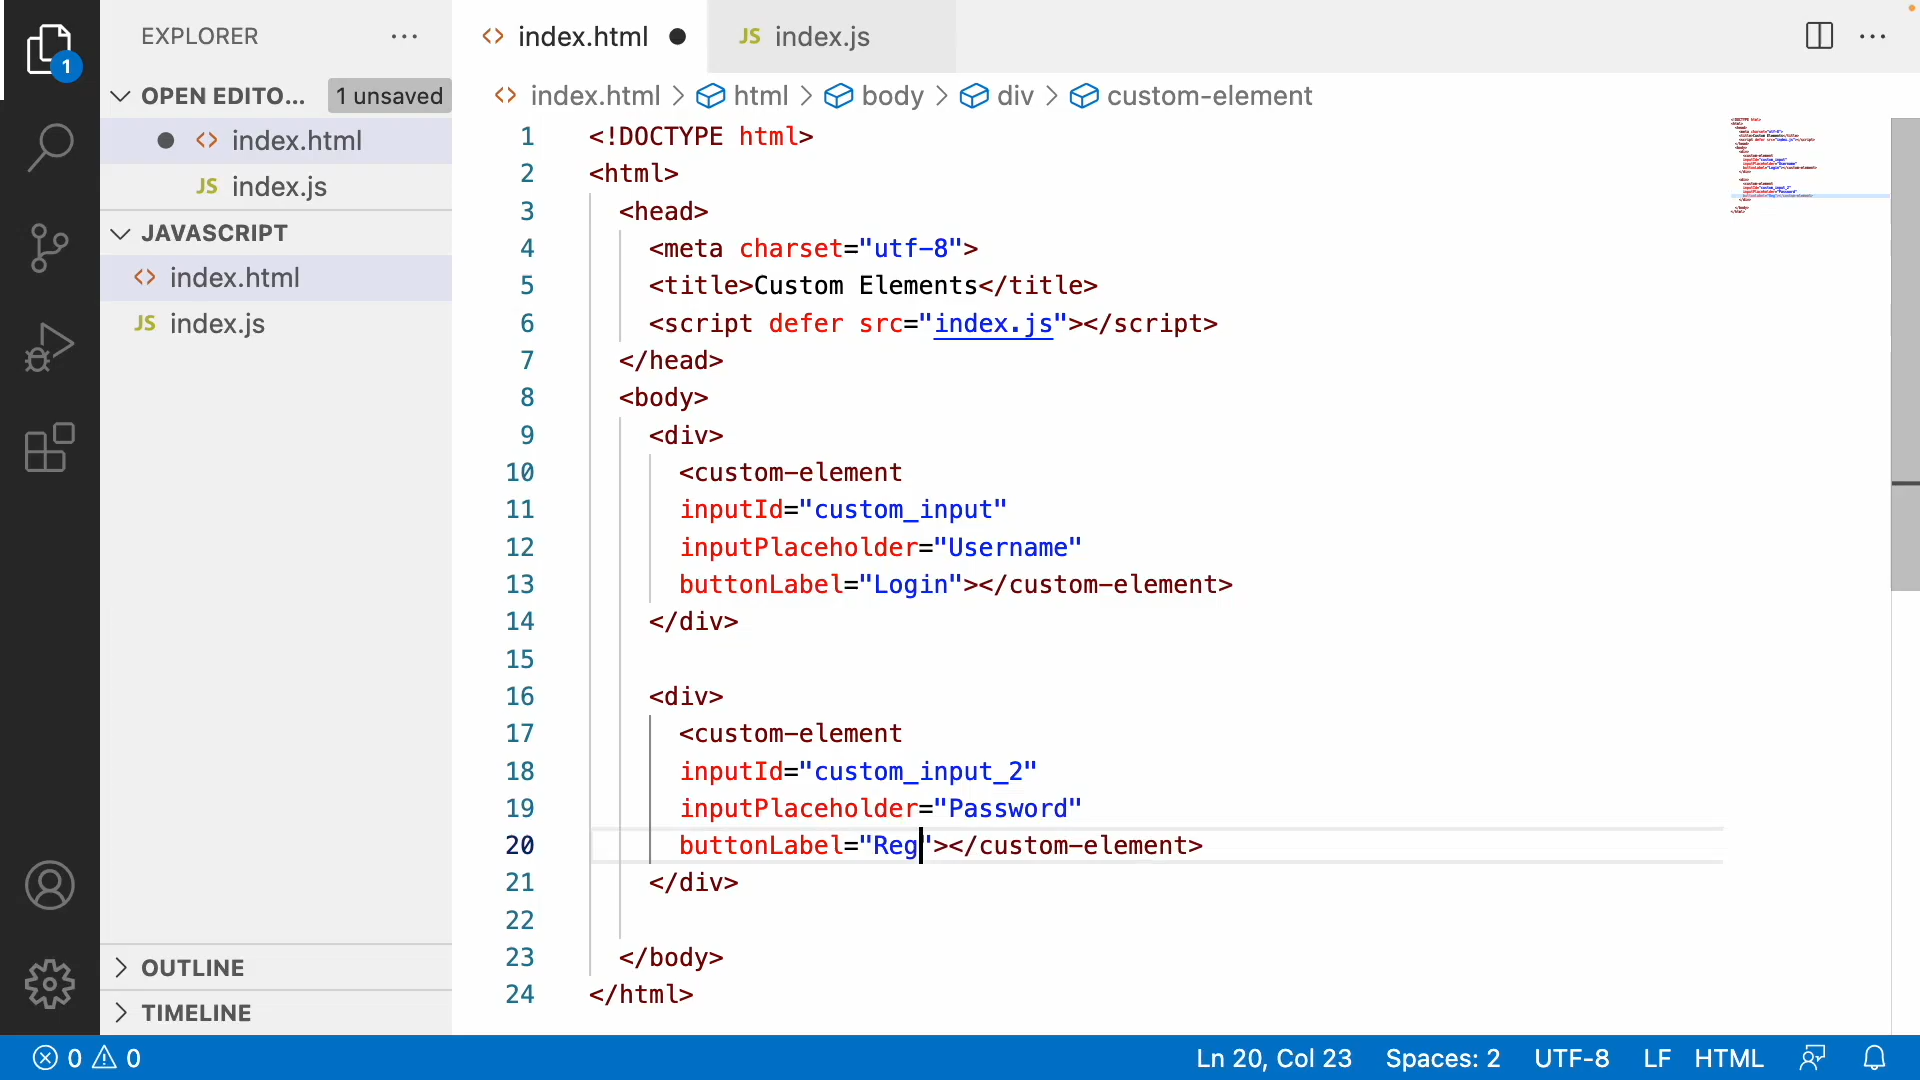 EXPLORER
1
OPEN EDITO... 1 unsaved
index.html
JS index.js
JAVASCRIPT
index.html
JS index.js
OUTLINE
TIMELINE
index.html
JS index.js
index.html > html > body > div > custom-element
1 <!DOCTYPE html>
2 <html>
3 <head>
4 <meta charset="utf-8">
5 <title>Custom Elements</title>
6 <script defer src="index.js"></script>
7 </head>
8 <body>
9 <div>
10 <custom-element
11 inputId="custom_input"
12 inputPlaceholder="Username"
13 buttonLabel="Login"></custom-element>
14 </div>
15
16 <div>
17 <custom-element
18 inputId="custom_input_2"
19 inputPlaceholder="Password"
20 buttonLabel="Reg"></custom-element>
21 </div>
22
23 </body>
24 </html>
0 0
Ln 20, Col 23 Spaces: 2 UTF-8 LF HTML